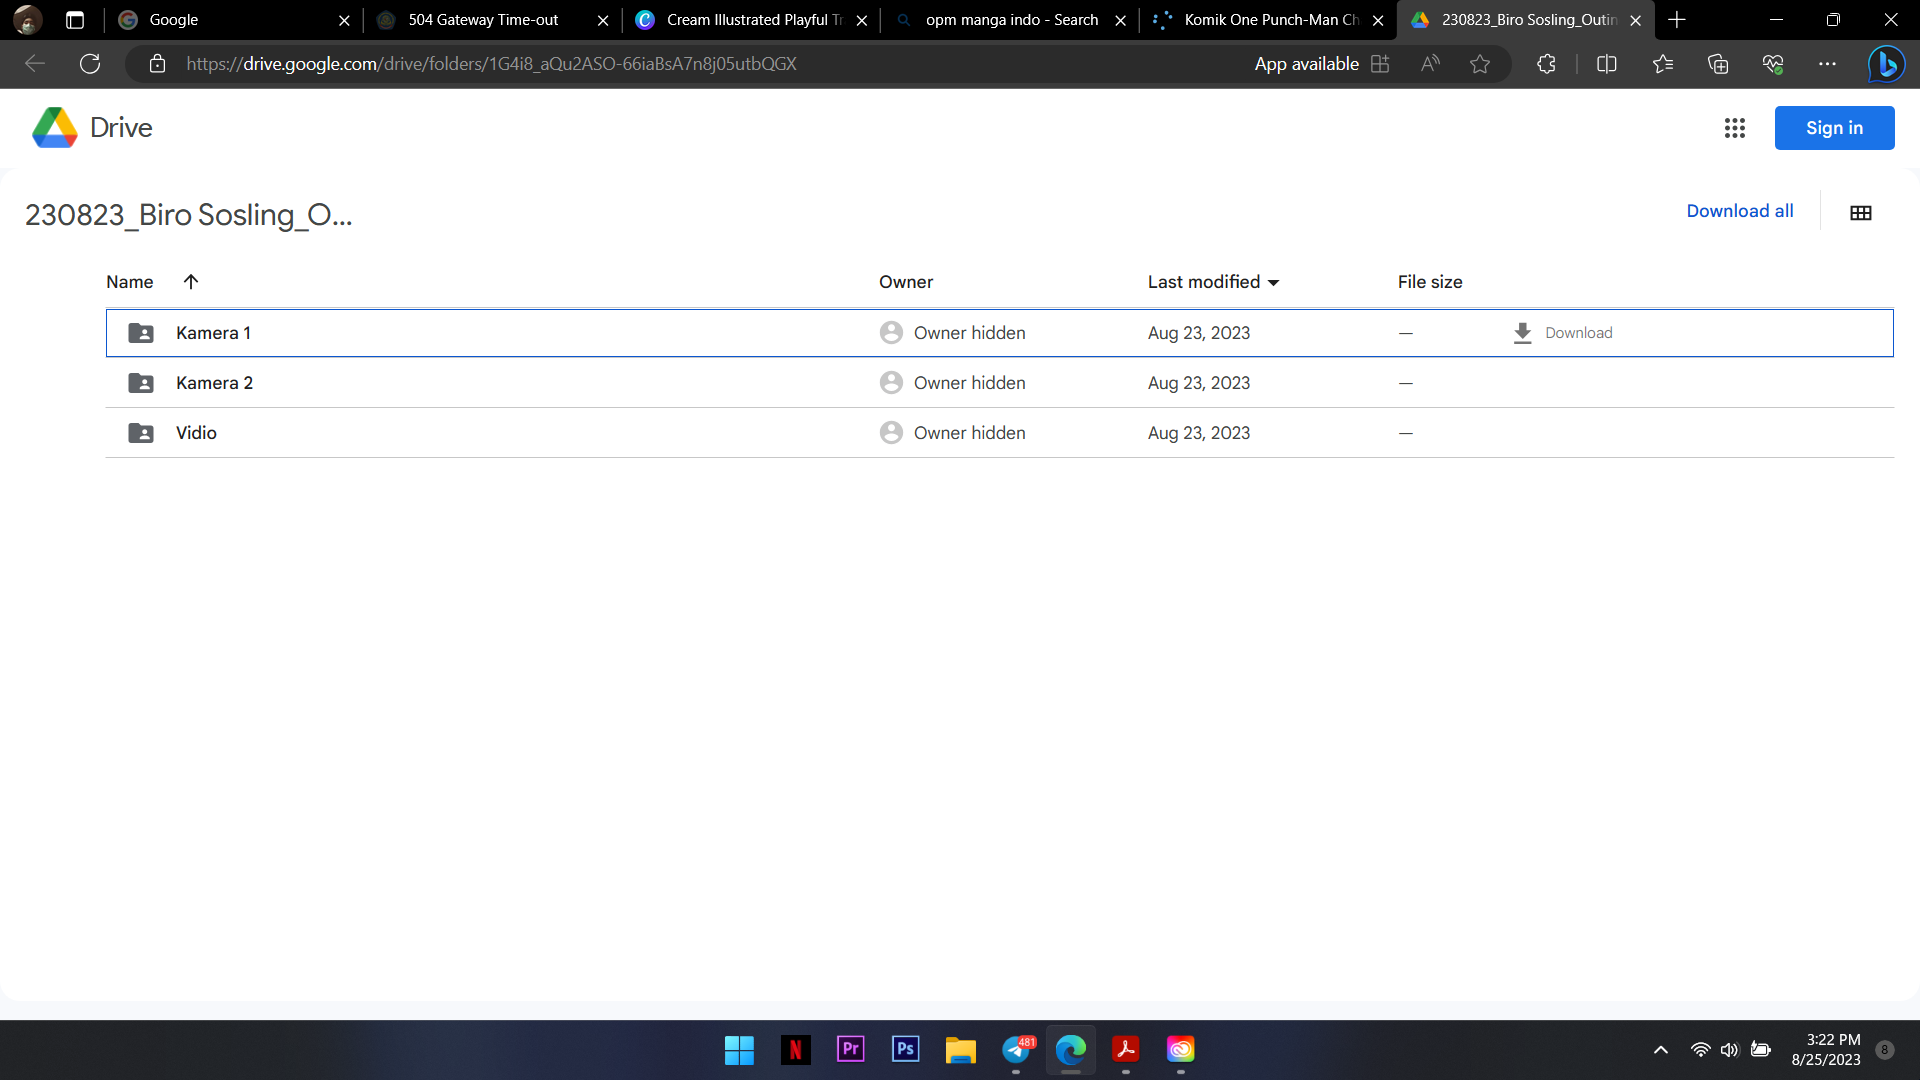 Google
504 Gateway Time-out
Cream Illustrated Playful Tr
opm manga indo - Search
Komik One Punch-Man Ch
230823_Biro Sosling_Outin
https://drive.google.com/drive/folders/1G4i8_aQu2ASO-66iaBsA7n8j05utbQGX
App available
Drive
Sign in
230823_Biro Sosling_O...
Download all
Name Owner Last modified File size
Kamera 1 Owner hidden Aug 23, 2023 — Download
Kamera 2 Owner hidden Aug 23, 2023 —
Vidio Owner hidden Aug 23, 2023 —
N
Pr
Ps
481
3:22 PM
8/25/2023
8